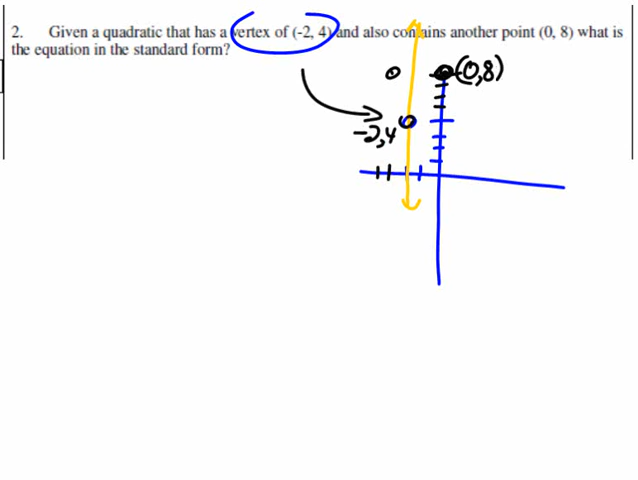 2. Given a quadratic that has a vertex of (-2, 4) and also contains another point (0, 8) what is
the equation in the standard form?
(0,8)
-2,4